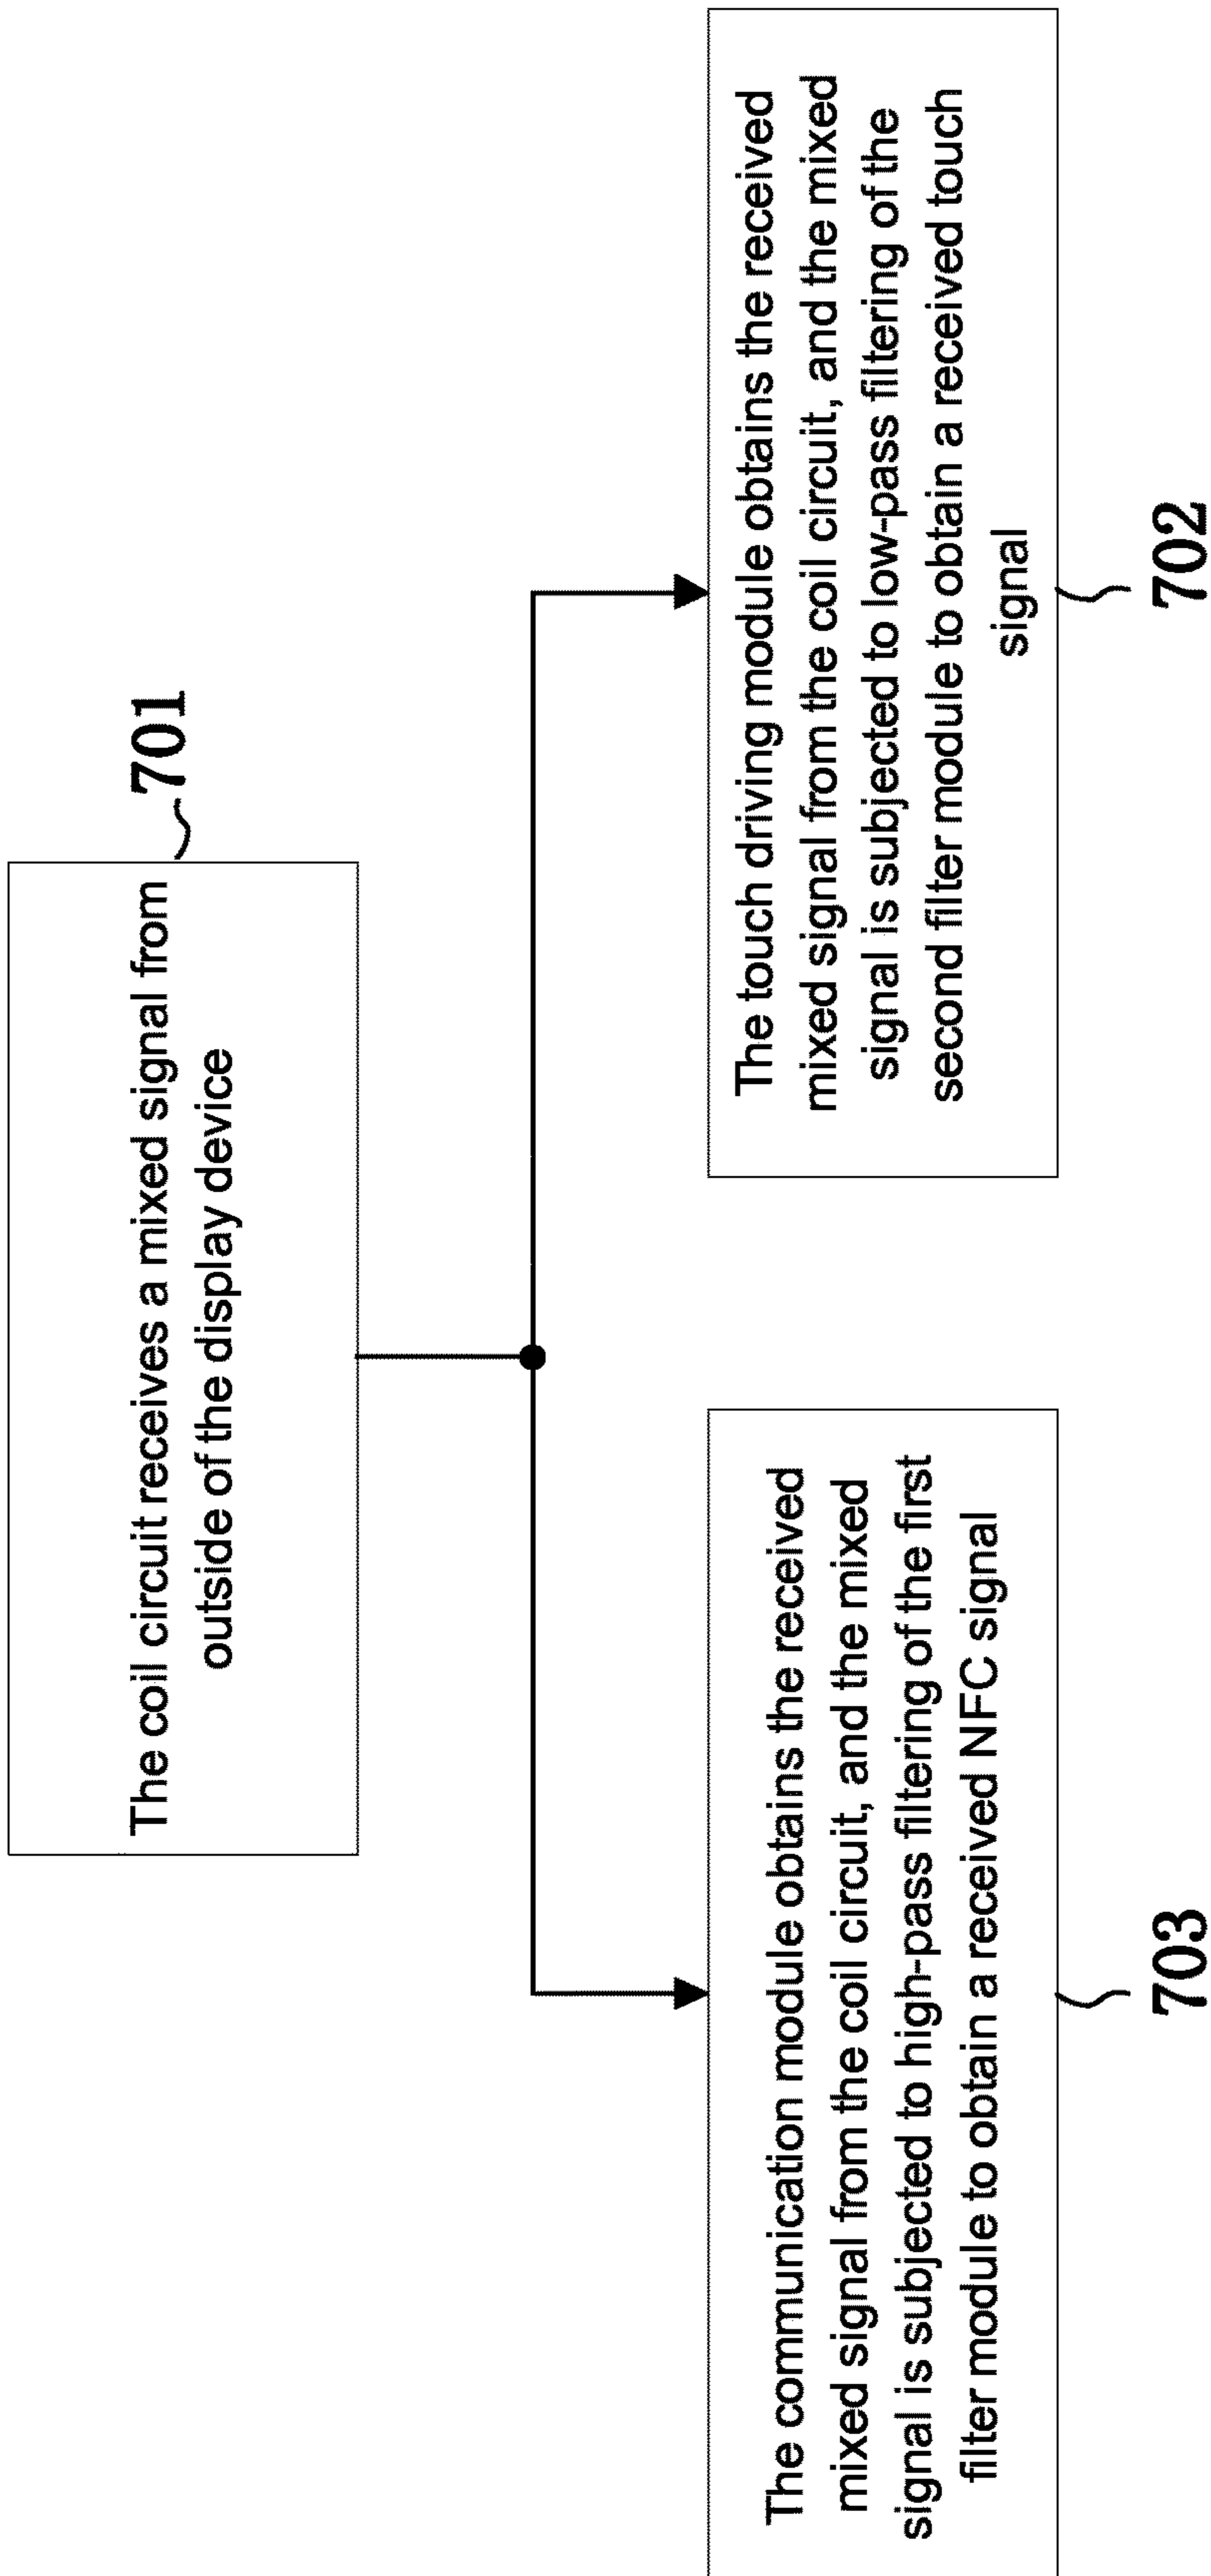 The coil circuit receives a mixed signal from
outside of the display device
701
The communication module obtains the received
mixed signal from the coil circuit, and the mixed
signal is subjected to high-pass filtering of the first
filter module to obtain a received NFC signal
703
The touch driving module obtains the received
mixed signal from the coil circuit, and the mixed
signal is subjected to low-pass filtering of the
second filter module to obtain a received touch
signal
702